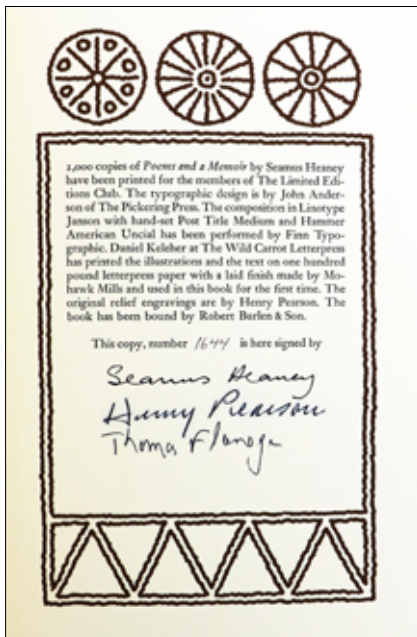 2,000 copies of Poems and a Memoir by Seamus Heaney
have been printed for the members of The Limited Edi-
tions Club. The typographic design is by John Ander-
son of The Pickering Press. The composition in Linotype
Janson with hand-set Post Title Medium and Hammer
American Uncial has been performed by Finn Typo-
graphic. Daniel Keleher at The Wild Carrot Letterpress
has printed the illustrations and the text on one hundred
pound letterpress paper with a laid finish made by Mo-
hawk Mills and used in this book for the first time. The
original relief engravings are by Henry Pearson. The
book has been bound by Robert Burlen & Son.
This copy, number 1644 is here signed by
Seamus Heaney
Henry Pearson
Thomas Flanagan